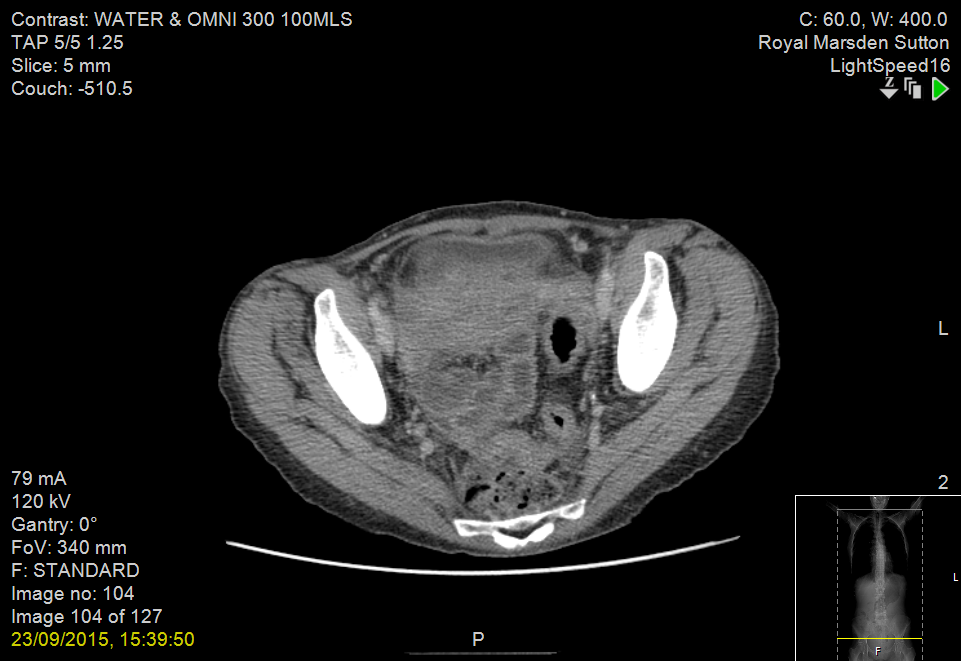 Contrast: WATER & OMNI 300 100MLS
TAP 5/5 1.25
Slice: 5 mm
Couch: -510.5
C: 60.0, W: 400.0
Royal Marsden Sutton
LightSpeed16
Z
L
79 mA
120 kV
Gantry: 0°
FoV: 340 mm
F: STANDARD
Image no: 104
Image 104 of 127
23/09/2015, 15:39:50
P
2
L
F